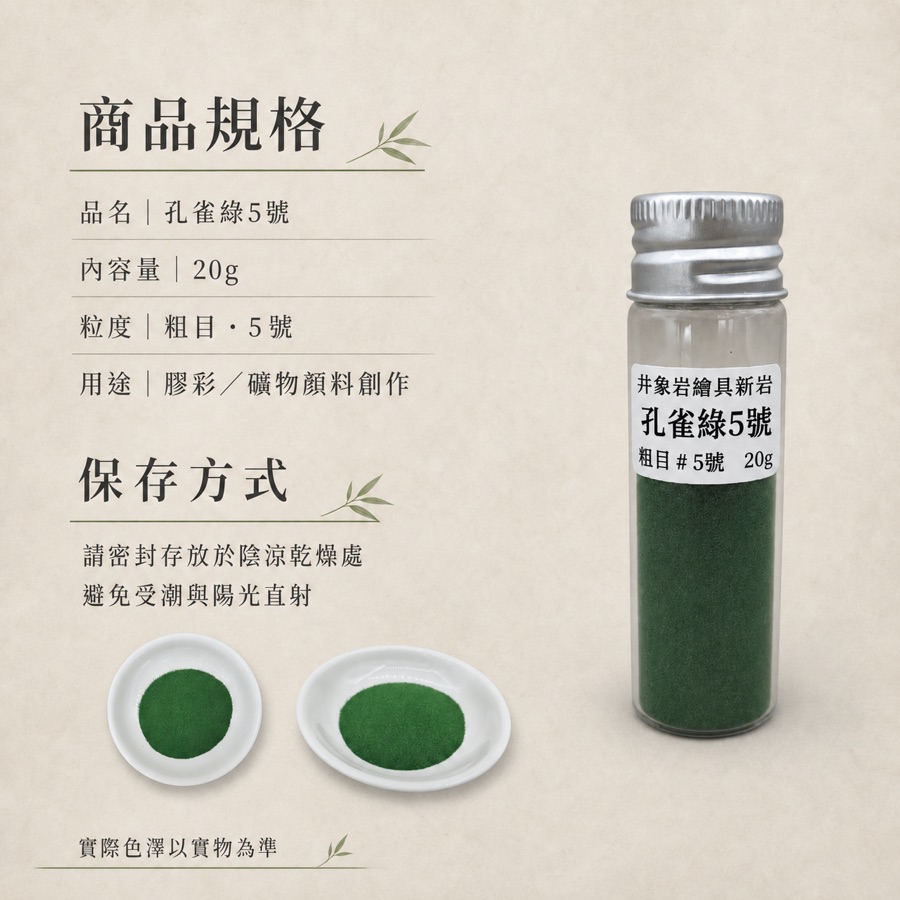 商品規格
品名｜孔雀綠5號
內容量｜20g
粒度｜粗目・5號
用途｜膠彩／礦物顏料創作
保存方式
請密封存放於陰涼乾燥處
避免受潮與陽光直射
實際色澤以實物為準
井象岩繪具新岩
孔雀綠5號
粗目 # 5號 20g